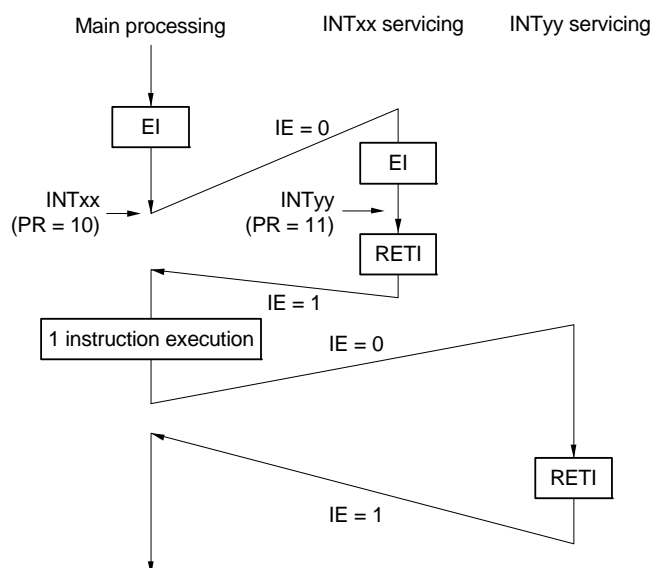 Main processing
INTxx servicing
INTyy servicing
EI
IE = 0
EI
INTxx
(PR = 10)
INTyy
(PR = 11)
RETI
IE = 1
1 instruction execution
IE = 0
RETI
IE = 1